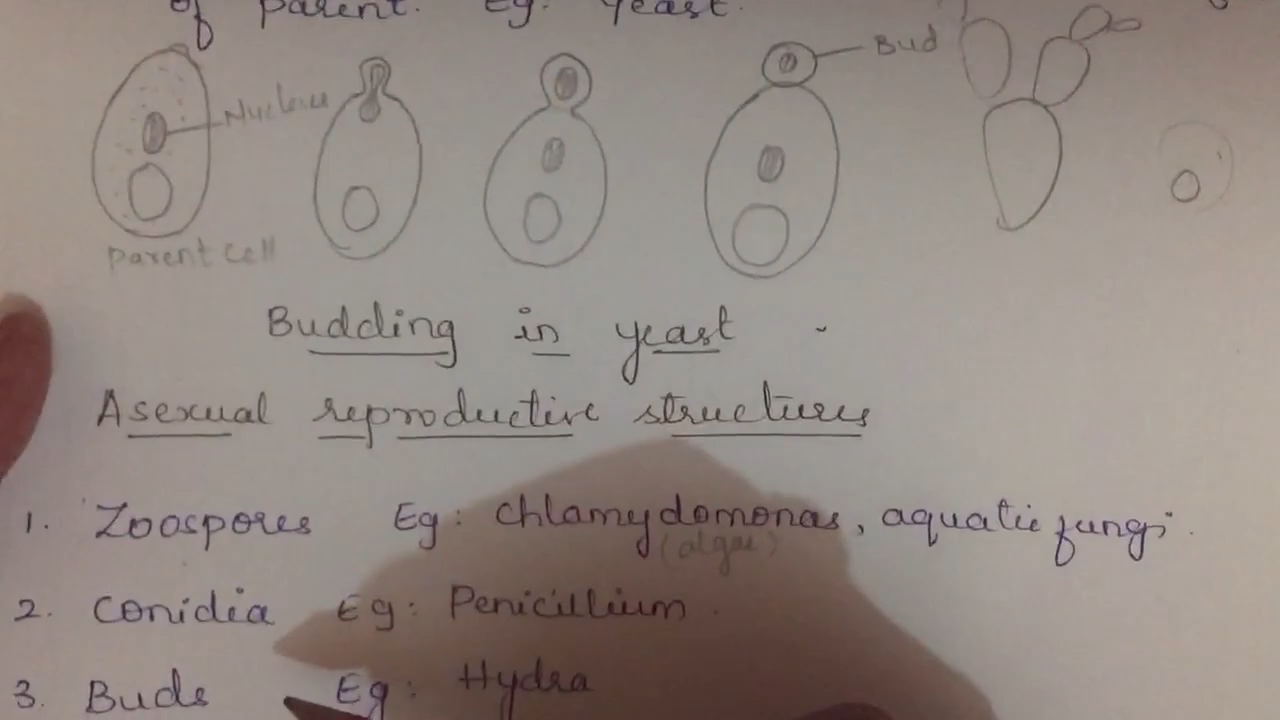 of parent. Eg: Yeast.
Bud
Nucleus
Parent cell
Budding in yeast
Asexual reproductive structures
1. Zoospores Eg: Chlamydomonas, aquatic fungi.
(algae)
2. Conidia Eg: Penicillium.
3. Buds Eg: Hydra